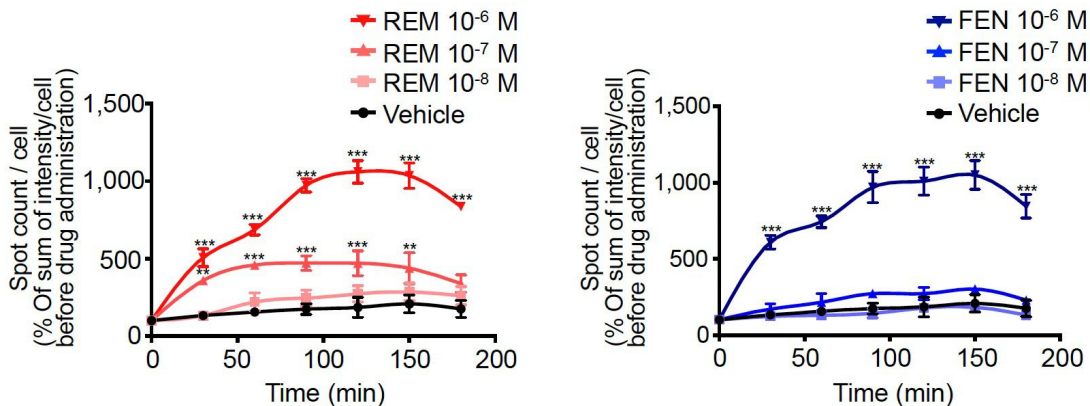 REM 10⁻⁶ M
REM 10⁻⁷ M
REM 10⁻⁸ M
Vehicle
Spot count / cell
(% Of sum of intensity/cell
before drug administration)
1,500
1,000
500
0
*** *** *** *** ***
** *** *** *** **
0 50 100 150 200
Time (min)
FEN 10⁻⁶ M
FEN 10⁻⁷ M
FEN 10⁻⁸ M
Vehicle
Spot count / cell
(% Of sum of intensity/cell
before drug administration)
1,500
1,000
500
0
*** *** *** *** *** ***
0 50 100 150 200
Time (min)